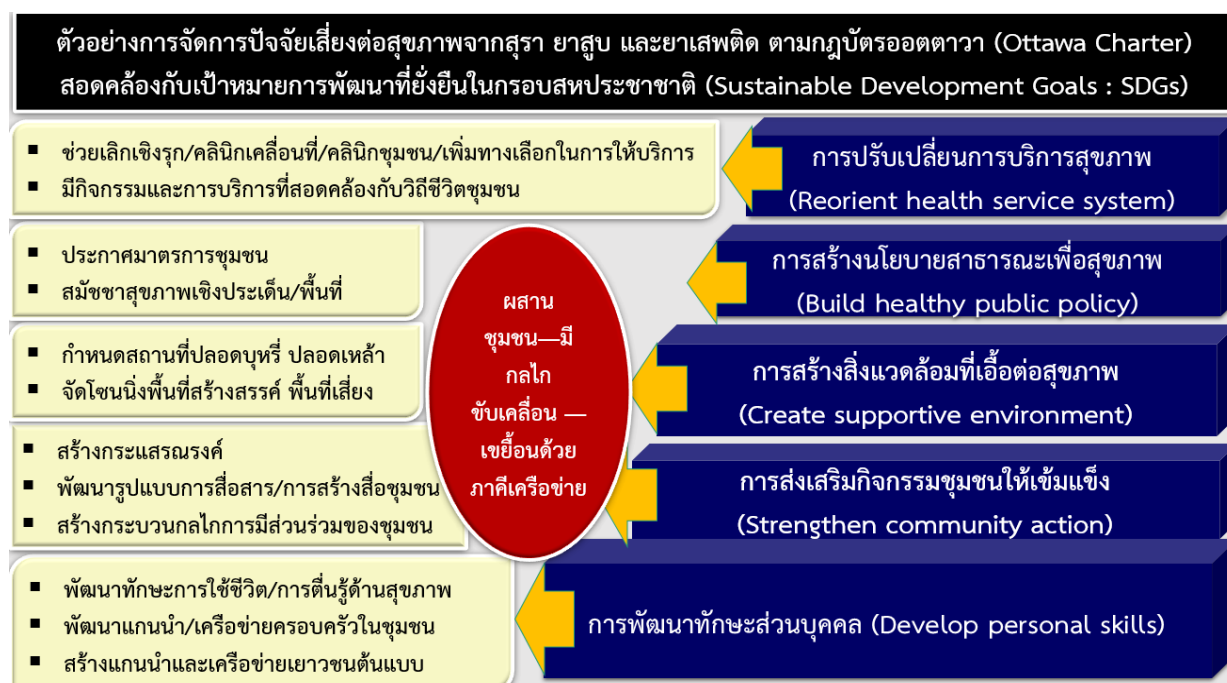 ตัวอย่างการจัดการปัจจัยเสี่ยงต่อสุขภาพจากสุรา ยาสูบ และยาเสพติด ตามกฎบัตรออตตาวา (Ottawa Charter)
สอดคล้องกับเป้าหมายการพัฒนาที่ยั่งยืนในกรอบสหประชาชาติ (Sustainable Development Goals : SDGs)
▪ ช่วยเลิกเชิงรุก/คลินิกเคลื่อนที่/คลินิกชุมชน/เพิ่มทางเลือกในการให้บริการ
▪ มีกิจกรรมและการบริการที่สอดคล้องกับวิถีชีวิตชุมชน
การปรับเปลี่ยนการบริการสุขภาพ
(Reorient health service system)
▪ ประกาศมาตรการชุมชน
▪ สมัชชาสุขภาพเชิงประเด็น/พื้นที่
การสร้างนโยบายสาธารณะเพื่อสุขภาพ
(Build healthy public policy)
▪ กำหนดสถานที่ปลอดบุหรี่ ปลอดเหล้า
▪ จัดโซนนิ่งพื้นที่สร้างสรรค์ พื้นที่เสี่ยง
การสร้างสิ่งแวดล้อมที่เอื้อต่อสุขภาพ
(Create supportive environment)
▪ สร้างกระแสรณรงค์
▪ พัฒนารูปแบบการสื่อสาร/การสร้างสื่อชุมชน
▪ สร้างกระบวนกลไกการมีส่วนร่วมของชุมชน
การส่งเสริมกิจกรรมชุมชนให้เข้มแข็ง
(Strengthen community action)
▪ พัฒนาทักษะการใช้ชีวิต/การตื่นรู้ด้านสุขภาพ
▪ พัฒนาแกนนำ/เครือข่ายครอบครัวในชุมชน
▪ สร้างแกนนำและเครือข่ายเยาวชนต้นแบบ
การพัฒนาทักษะส่วนบุคคล (Develop personal skills)
ผสาน
ชุมชน—มี
กลไก
ขับเคลื่อน —
เขยื้อนด้วย
ภาคีเครือข่าย